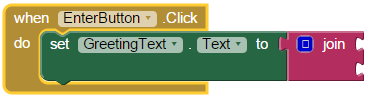 when EnterButton .Click
do set GreetingText . Text to join